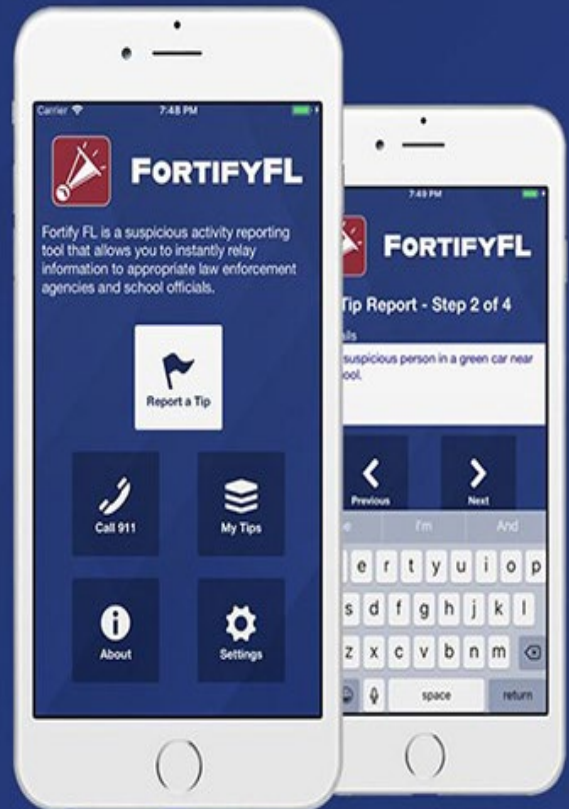 Carrier 7:48 PM
FORTIFYFL
Fortify FL is a suspicious activity reporting
tool that allows you to instantly relay
information to appropriate law enforcement
agencies and school officials.
Report a Tip
Call 911
My Tips
About
Settings
7:49 PM
FORTIFYFL
Tip Report - Step 2 of 4
suspicious person in a green car near
Previous
Next
I'm And
e r t y u i o p
s d f g h j k l
z x c v b n m
space return